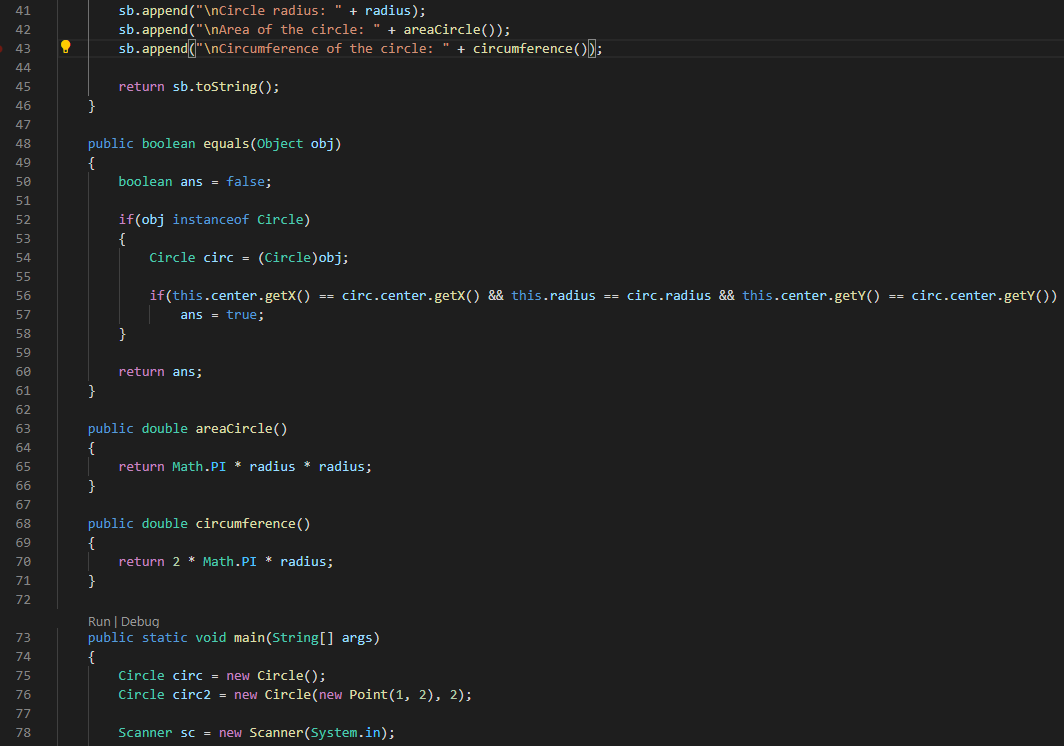 41 sb.append("\nCircle radius: " + radius);
42 sb.append("\nArea of the circle: " + areaCircle());
43 sb.append("\nCircumference of the circle: " + circumference());
44
45 return sb.toString();
46 }
47
48 public boolean equals(Object obj)
49 {
50 boolean ans = false;
51
52 if(obj instanceof Circle)
53 {
54 Circle circ = (Circle)obj;
55
56 if(this.center.getX() == circ.center.getX() && this.radius == circ.radius && this.center.getY() == circ.center.getY())
57 ans = true;
58 }
59
60 return ans;
61 }
62
63 public double areaCircle()
64 {
65 return Math.PI * radius * radius;
66 }
67
68 public double circumference()
69 {
70 return 2 * Math.PI * radius;
71 }
72
Run | Debug
73 public static void main(String[] args)
74 {
75 Circle circ = new Circle();
76 Circle circ2 = new Circle(new Point(1, 2), 2);
77
78 Scanner sc = new Scanner(System.in);